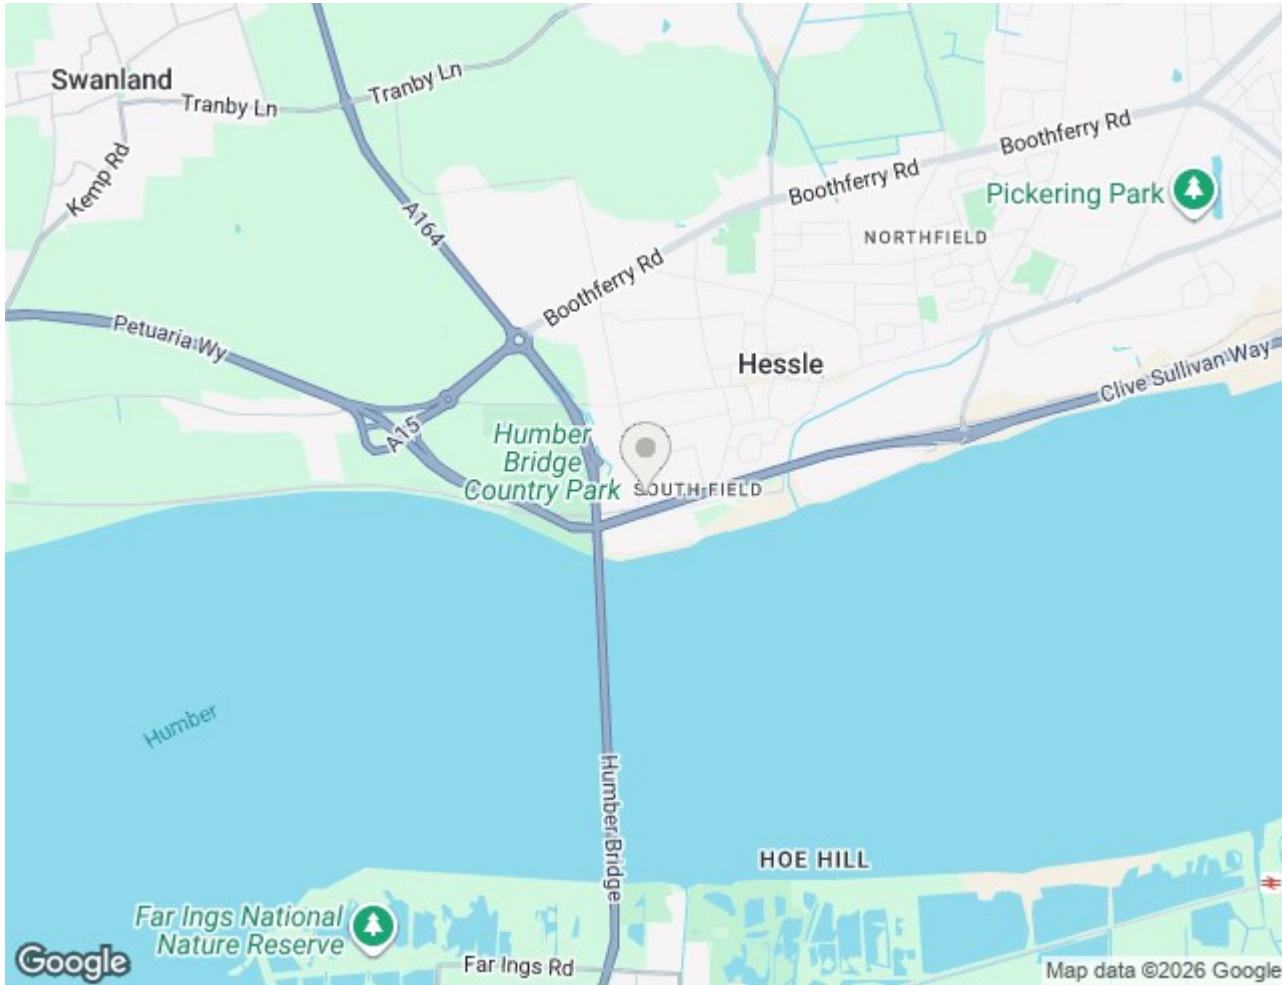 Swanland
Tranby Ln
Tranby Ln
Kemp Rd
A164
Boothferry Rd
Boothferry Rd
Boothferry Rd
Pickering Park
NORTHFIELD
Petuaria Wy
Hessle
Clive Sullivan Way
A15
Humber
Bridge
Country Park
SOUTH FIELD
Humber
Humber Bridge
HOE HILL
Far Ings National
Nature Reserve
Far Ings Rd
Google
Map data ©2026 Google